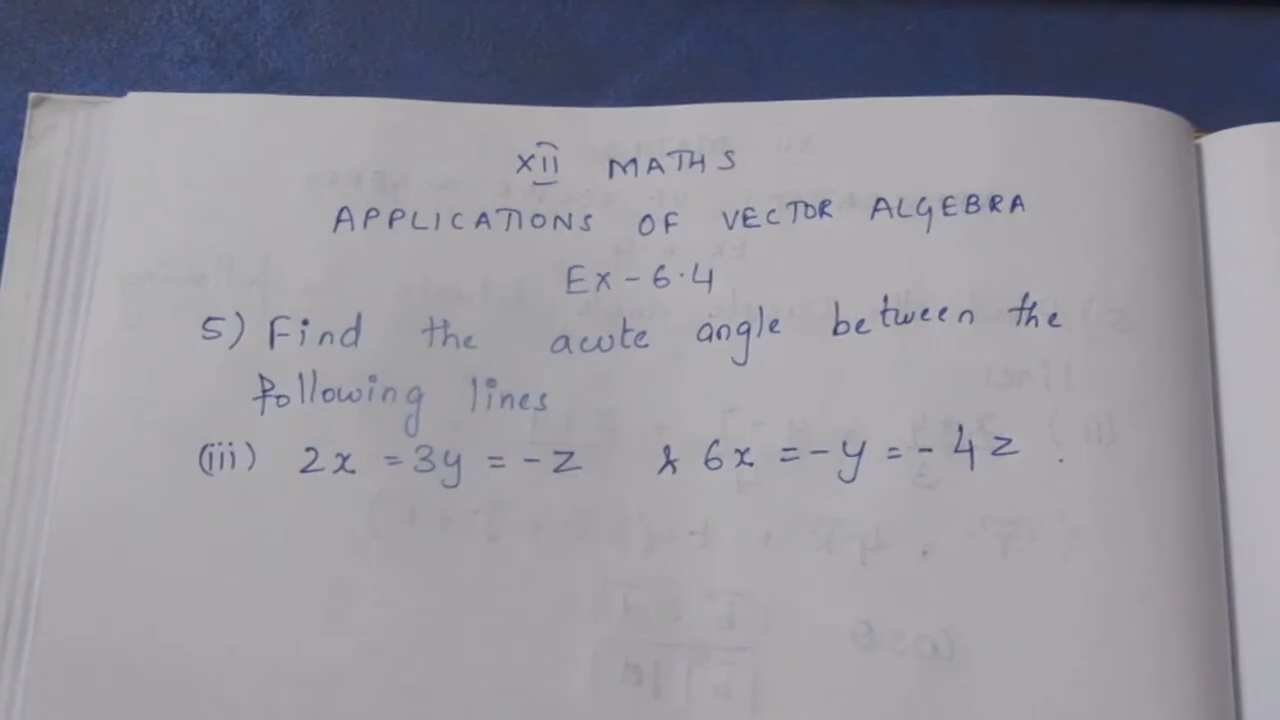 XII MATHS
APPLICATIONS OF VECTOR ALGEBRA
Ex - 6.4
5) Find the acute angle between the
following lines
(iii) 2x = 3y = -z & 6x = -y = -4z.